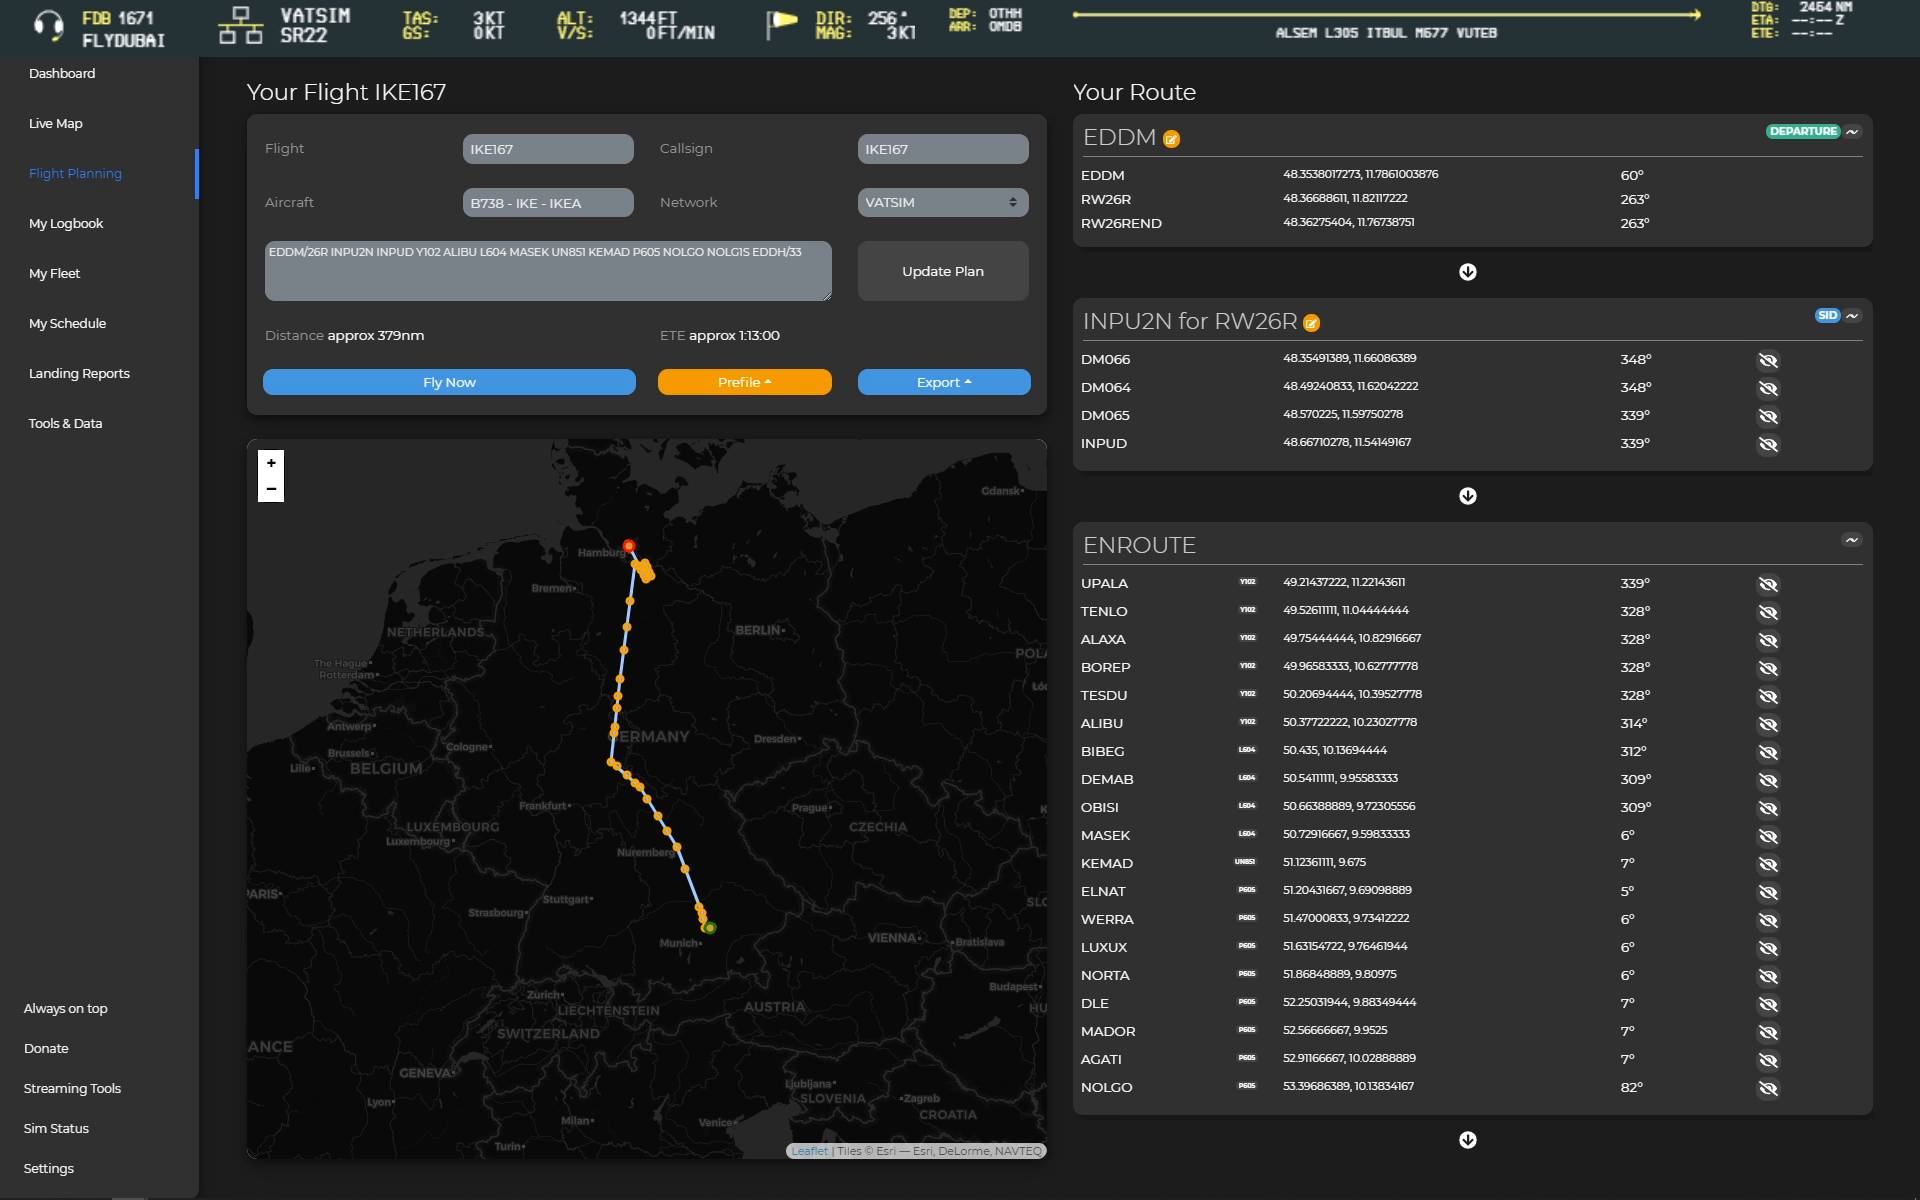 FDB 1671
FLYDUBAI
VATSIM
SR22
TAS: 3KT
GS: 0KT
ALT: 1344FT
V/S: 0FT/MIN
DIR: 256°
MAG: 3KT
DEP: OTHH
ARR: OMDB
ALSEM L305 ITBUL M677 VUTEB
DTG: 2454 NM
ETA: --:-- Z
ETE: --:--
Dashboard
Live Map
Flight Planning
My Logbook
My Fleet
My Schedule
Landing Reports
Tools & Data
Always on top
Donate
Streaming Tools
Sim Status
Settings
Your Flight IKE167
Flight IKE167 Callsign IKE167
Aircraft B738 - IKE - IKEA Network VATSIM
EDDM/26R INPU2N INPUD Y102 ALIBU L604 MASEK UN851 KEMAD P605 NOLGO NOLG1S EDDH/33
Update Plan
Distance approx 379nm ETE approx 1:13:00
Fly Now Prefile Export
+
−
Gdansk
Hamburg
Bremen
NETHERLANDS
BERLIN
The Hague
Rotterdam
POLA
Łód
Antwerp
GERMANY
Dresden
Brussels
Cologne
Lille
BELGIUM
Frankfurt
Prague
K
LUXEMBOURG
CZECHIA
Luxembourg
Nuremberg
PARIS
Stuttgart
SLO
Strasbourg
VIENNA
Bratislava
Munich
Budapest
Zürich
LIECHTENSTEIN
AUSTRIA
HU
SWITZERLAND
ANCE
GENEVA
Ljubljana
Lyon
SLOVENIA
Zagreb
CROATIA
Milan
Venice
Turin
Leaflet | Tiles © Esri — Esri, DeLorme, NAVTEQ
Your Route
EDDM
DEPARTURE
EDDM 48.3538017273, 11.7861003876 60°
RW26R 48.36688611, 11.82117222 263°
RW26REND 48.36275404, 11.76738751 263°
INPU2N for RW26R
SID
DM066 48.35491389, 11.66086389 348°
DM064 48.49240833, 11.62042222 348°
DM065 48.570225, 11.59750278 339°
INPUD 48.66710278, 11.54149167 339°
ENROUTE
UPALA Y102 49.21437222, 11.22143611 339°
TENLO Y102 49.52611111, 11.04444444 328°
ALAXA Y102 49.75444444, 10.82916667 328°
BOREP Y102 49.96583333, 10.62777778 328°
TESDU Y102 50.20694444, 10.39527778 328°
ALIBU Y102 50.37722222, 10.23027778 314°
BIBEG L604 50.435, 10.13694444 312°
DEMAB L604 50.54111111, 9.95583333 309°
OBISI L604 50.66388889, 9.72305556 309°
MASEK L604 50.72916667, 9.59833333 6°
KEMAD UN851 51.12361111, 9.675 7°
ELNAT P605 51.20431667, 9.69098889 5°
WERRA P605 51.47000833, 9.73412222 6°
LUXUX P605 51.63154722, 9.76461944 6°
NORTA P605 51.86848889, 9.80975 6°
DLE P605 52.25031944, 9.88349444 7°
MADOR P605 52.56666667, 9.9525 7°
AGATI P605 52.91166667, 10.02888889 7°
NOLGO P605 53.39686389, 10.13834167 82°